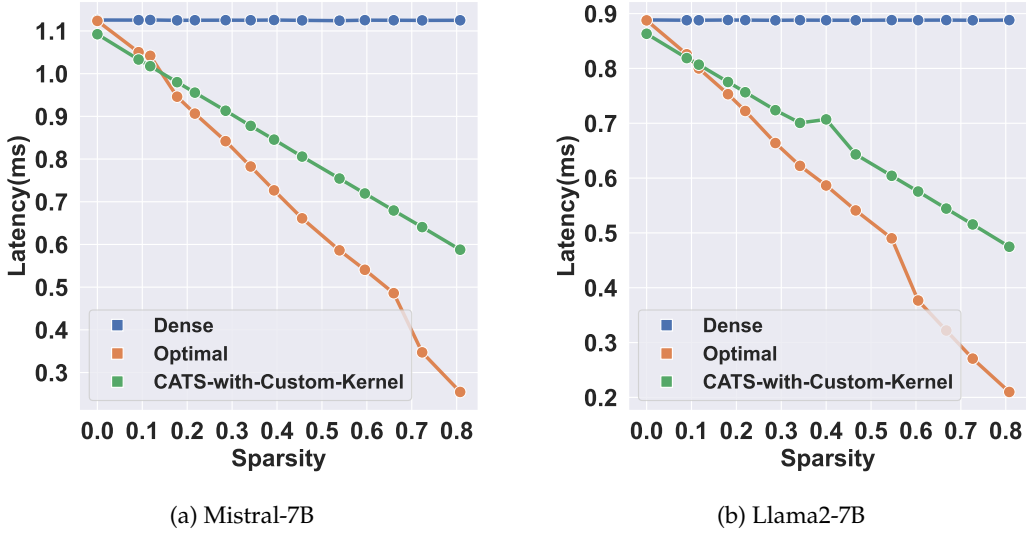 1.1
1.0
0.9
0.8
0.7
0.6
0.5
0.4
0.3
Latency(ms)
Dense
Optimal
CATS-with-Custom-Kernel
0.0 0.1 0.2 0.3 0.4 0.5 0.6 0.7 0.8
Sparsity
(a) Mistral-7B
0.9
0.8
0.7
0.6
0.5
0.4
0.3
0.2
Latency(ms)
Dense
Optimal
CATS-with-Custom-Kernel
0.0 0.1 0.2 0.3 0.4 0.5 0.6 0.7 0.8
Sparsity
(b) Llama2-7B